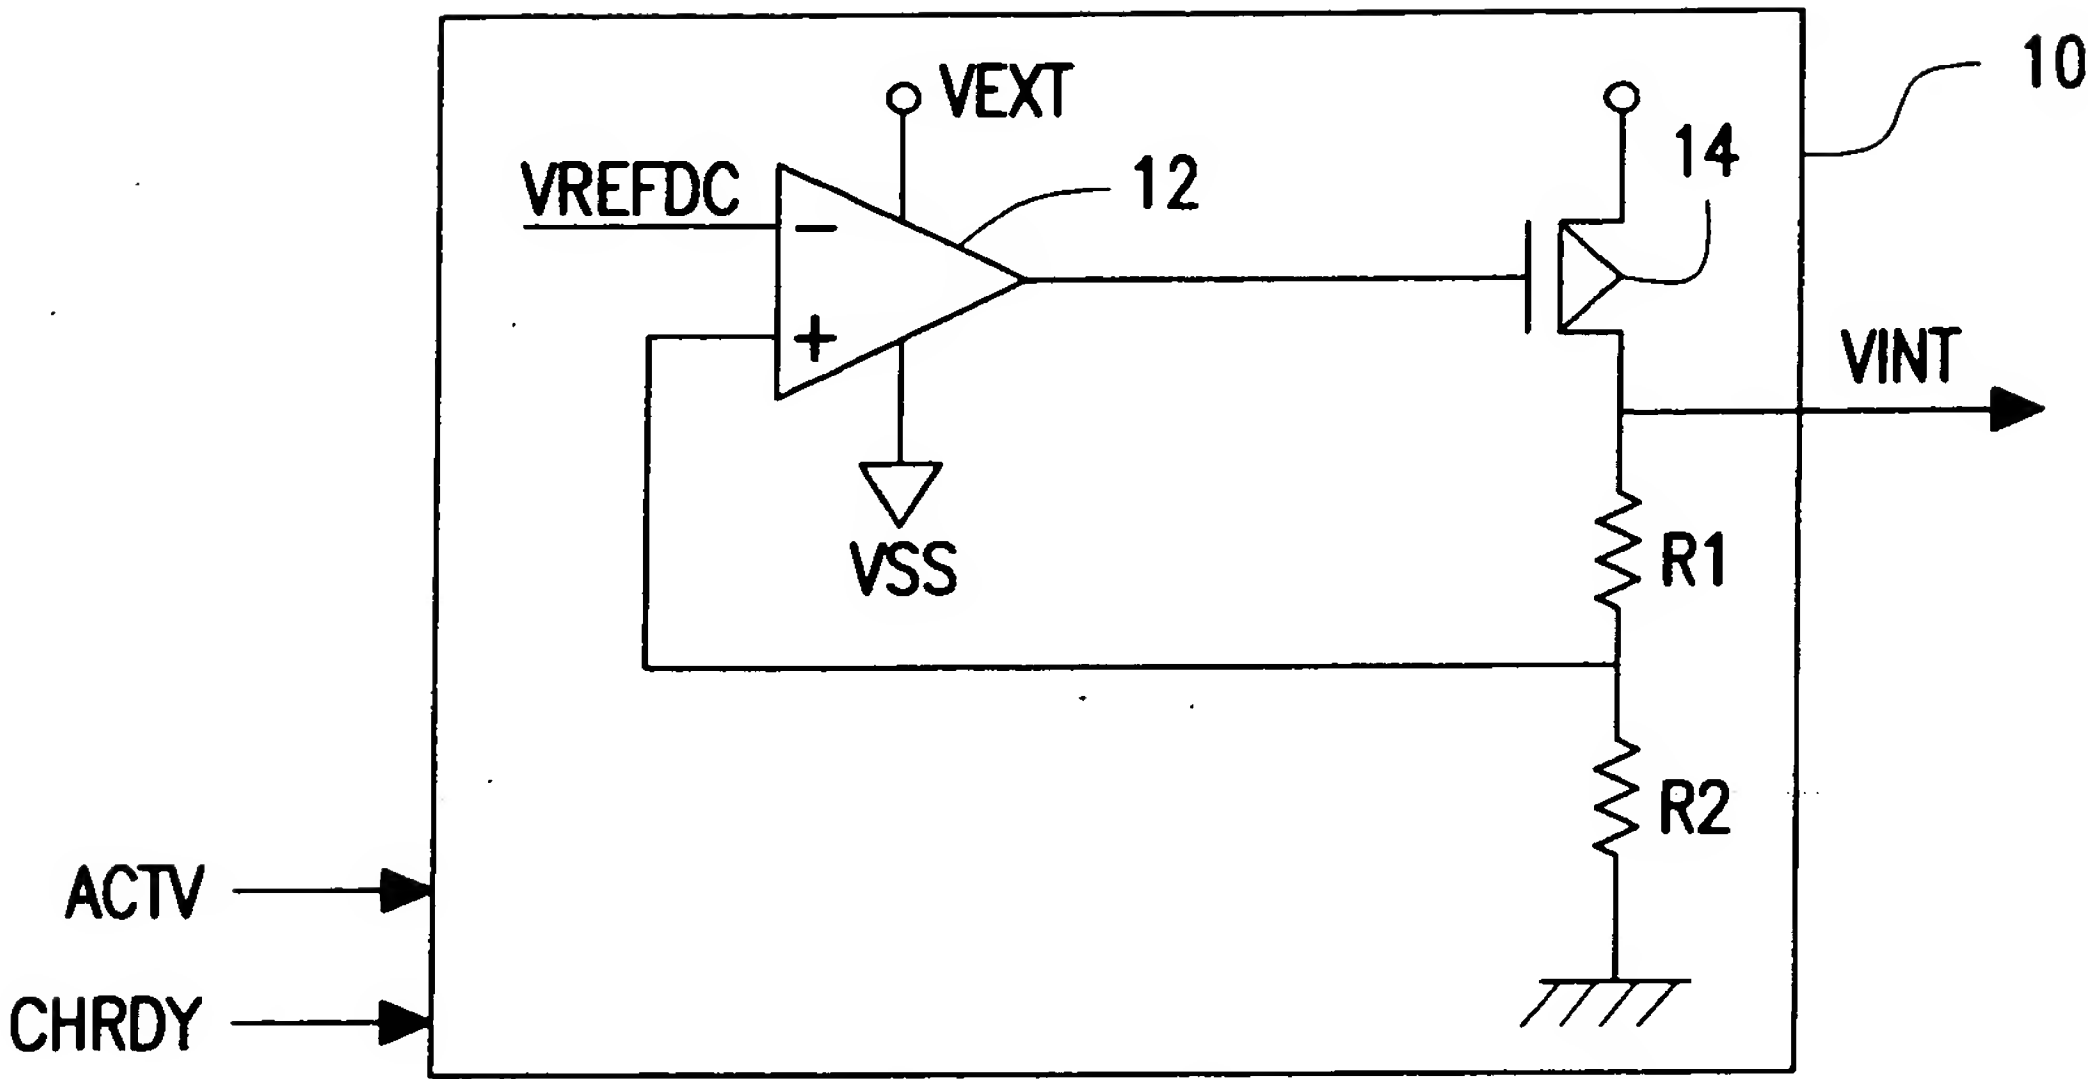 10
VEXT
14
12
VREFDC
−
+
VINT
VSS
R1
R2
ACTV
CHRDY